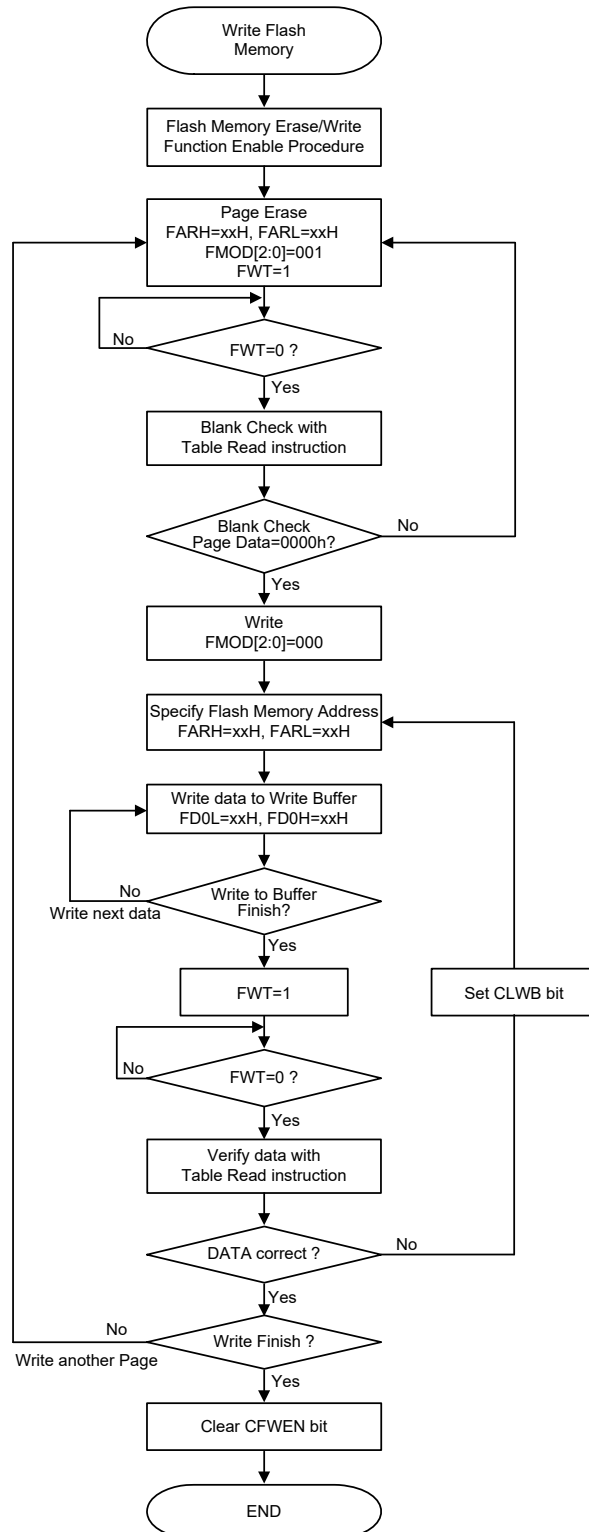 Write Flash
Memory
Flash Memory Erase/Write
Function Enable Procedure
Page Erase
FARH=xxH, FARL=xxH
FMOD[2:0]=001
FWT=1
No
FWT=0 ?
Yes
Blank Check with
Table Read instruction
Blank Check
Page Data=0000h?
No
Yes
Write
FMOD[2:0]=000
Specify Flash Memory Address
FARH=xxH, FARL=xxH
Write data to Write Buffer
FD0L=xxH, FD0H=xxH
No
Write next data
Write to Buffer
Finish?
Yes
FWT=1
Set CLWB bit
No
FWT=0 ?
Yes
Verify data with
Table Read instruction
DATA correct ?
No
Yes
No
Write another Page
Write Finish ?
Yes
Clear CFWEN bit
END